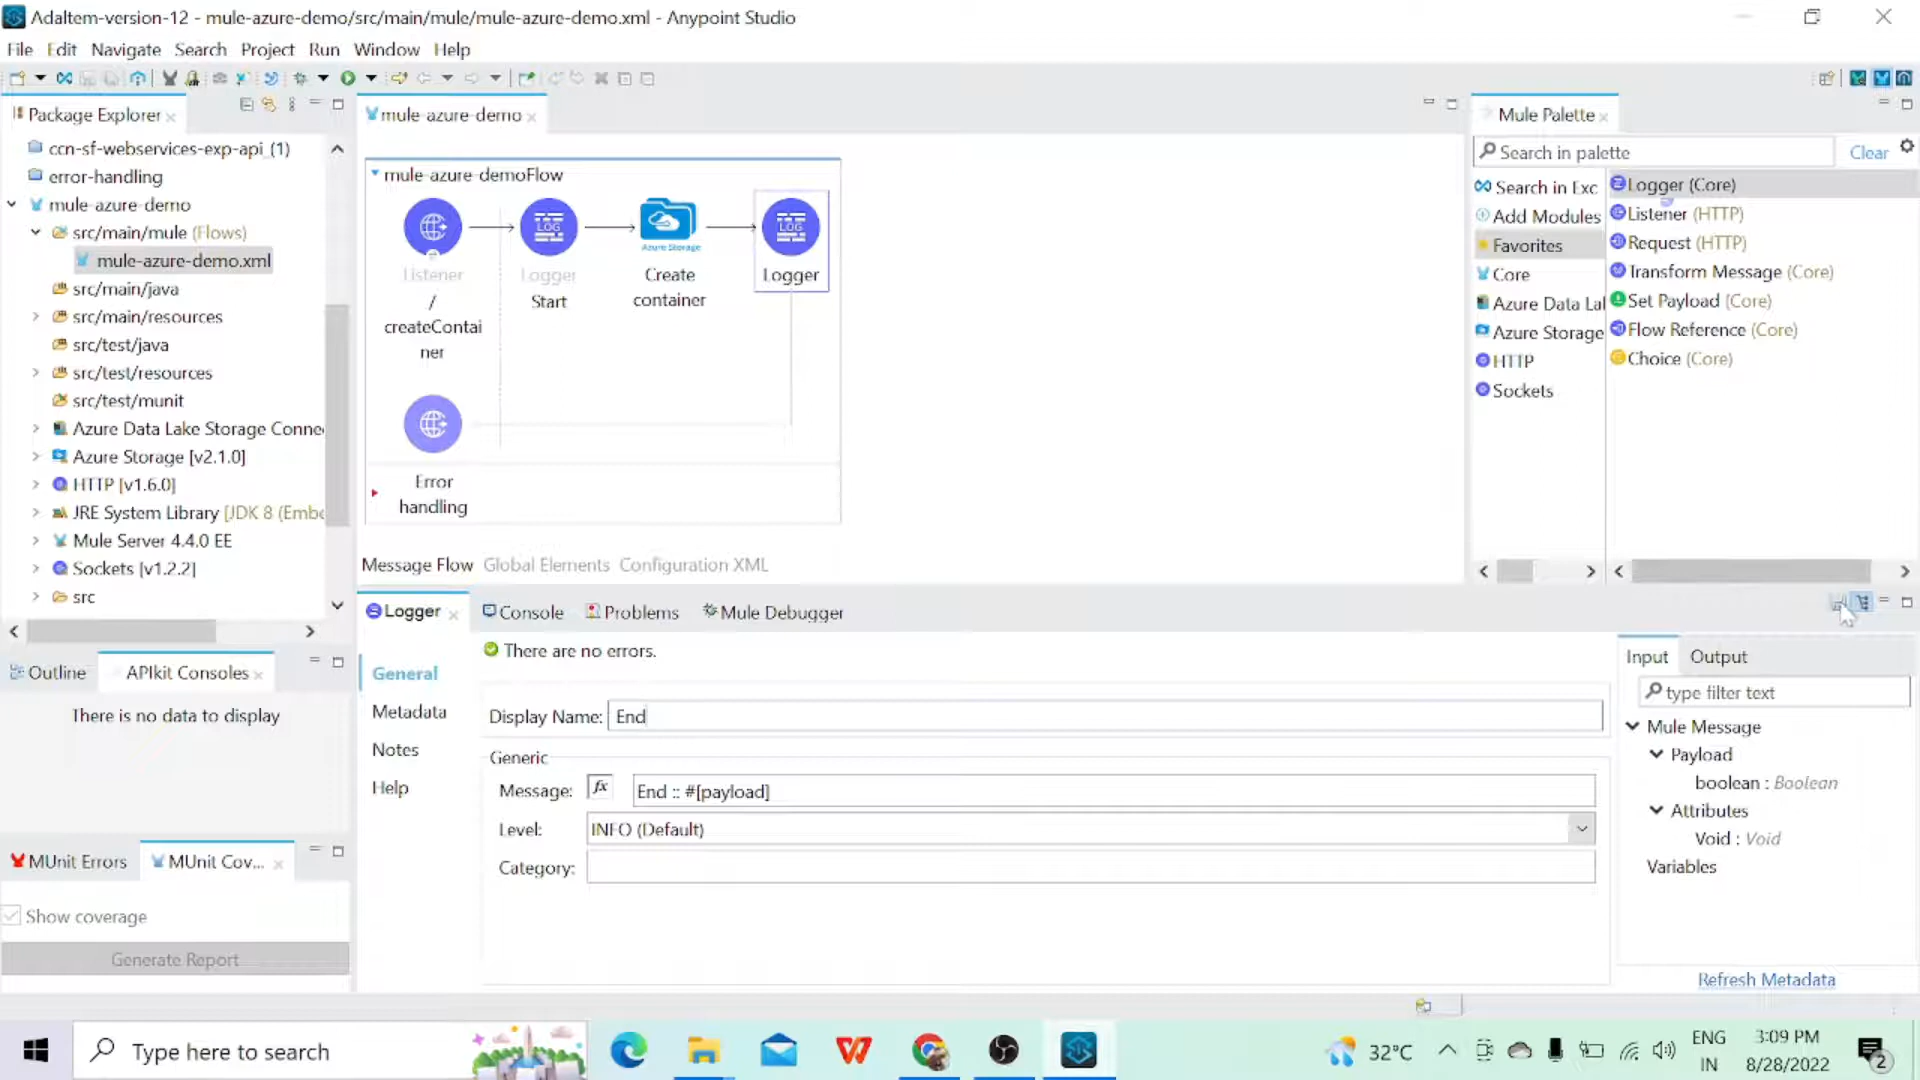 Adaltem-version-12 - mule-azure-demo/src/main/mule/mule-azure-demo.xml - Anypoint Studio
File Edit Navigate Search Project Run Window Help
Package Explorer
ccn-sf-webservices-exp-api (1)
error-handling
mule-azure-demo
src/main/mule (Flows)
mule-azure-demo.xml
src/main/java
src/main/resources
src/test/java
src/test/resources
src/test/munit
Azure Data Lake Storage Conne
Azure Storage [v2.1.0]
HTTP [v1.6.0]
JRE System Library [JDK 8 (Embe
Mule Server 4.4.0 EE
Sockets [v1.2.2]
src
Outline
APIkit Consoles
There is no data to display
MUnit Errors
MUnit Cov...
Show coverage
Generate Report
mule-azure-demo
mule-azure-demoFlow
Listener
/
createContai
ner
LOG
Logger
Start
Azure Storage
Create
container
LOG
Logger
Error
handling
Message Flow Global Elements Configuration XML
Mule Palette
Search in palette
Clear
Search in Exc
Add Modules
Favorites
Core
Azure Data Lal
Azure Storage
HTTP
Sockets
Logger (Core)
Listener (HTTP)
Request (HTTP)
Transform Message (Core)
Set Payload (Core)
Flow Reference (Core)
Choice (Core)
Logger
Console
Problems
Mule Debugger
There are no errors.
General
Metadata
Notes
Help
Display Name: End
Generic
Message: fx End :: #[payload]
Level: INFO (Default)
Category:
Input
Output
type filter text
Mule Message
Payload
boolean : Boolean
Attributes
Void : Void
Variables
Refresh Metadata
Type here to search
32°C
ENG
IN
3:09 PM
8/28/2022
2